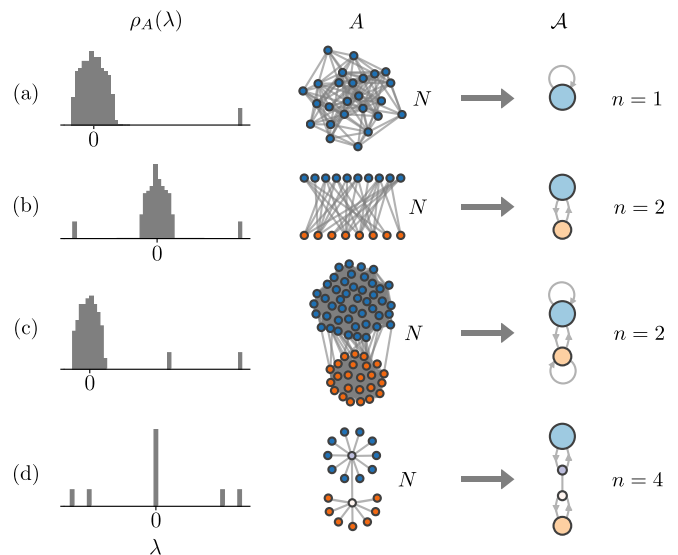 ρ_A(λ) A 𝒜
(a) N n = 1
0
(b) N n = 2
0
(c) N n = 2
0
(d) N n = 4
0
λ